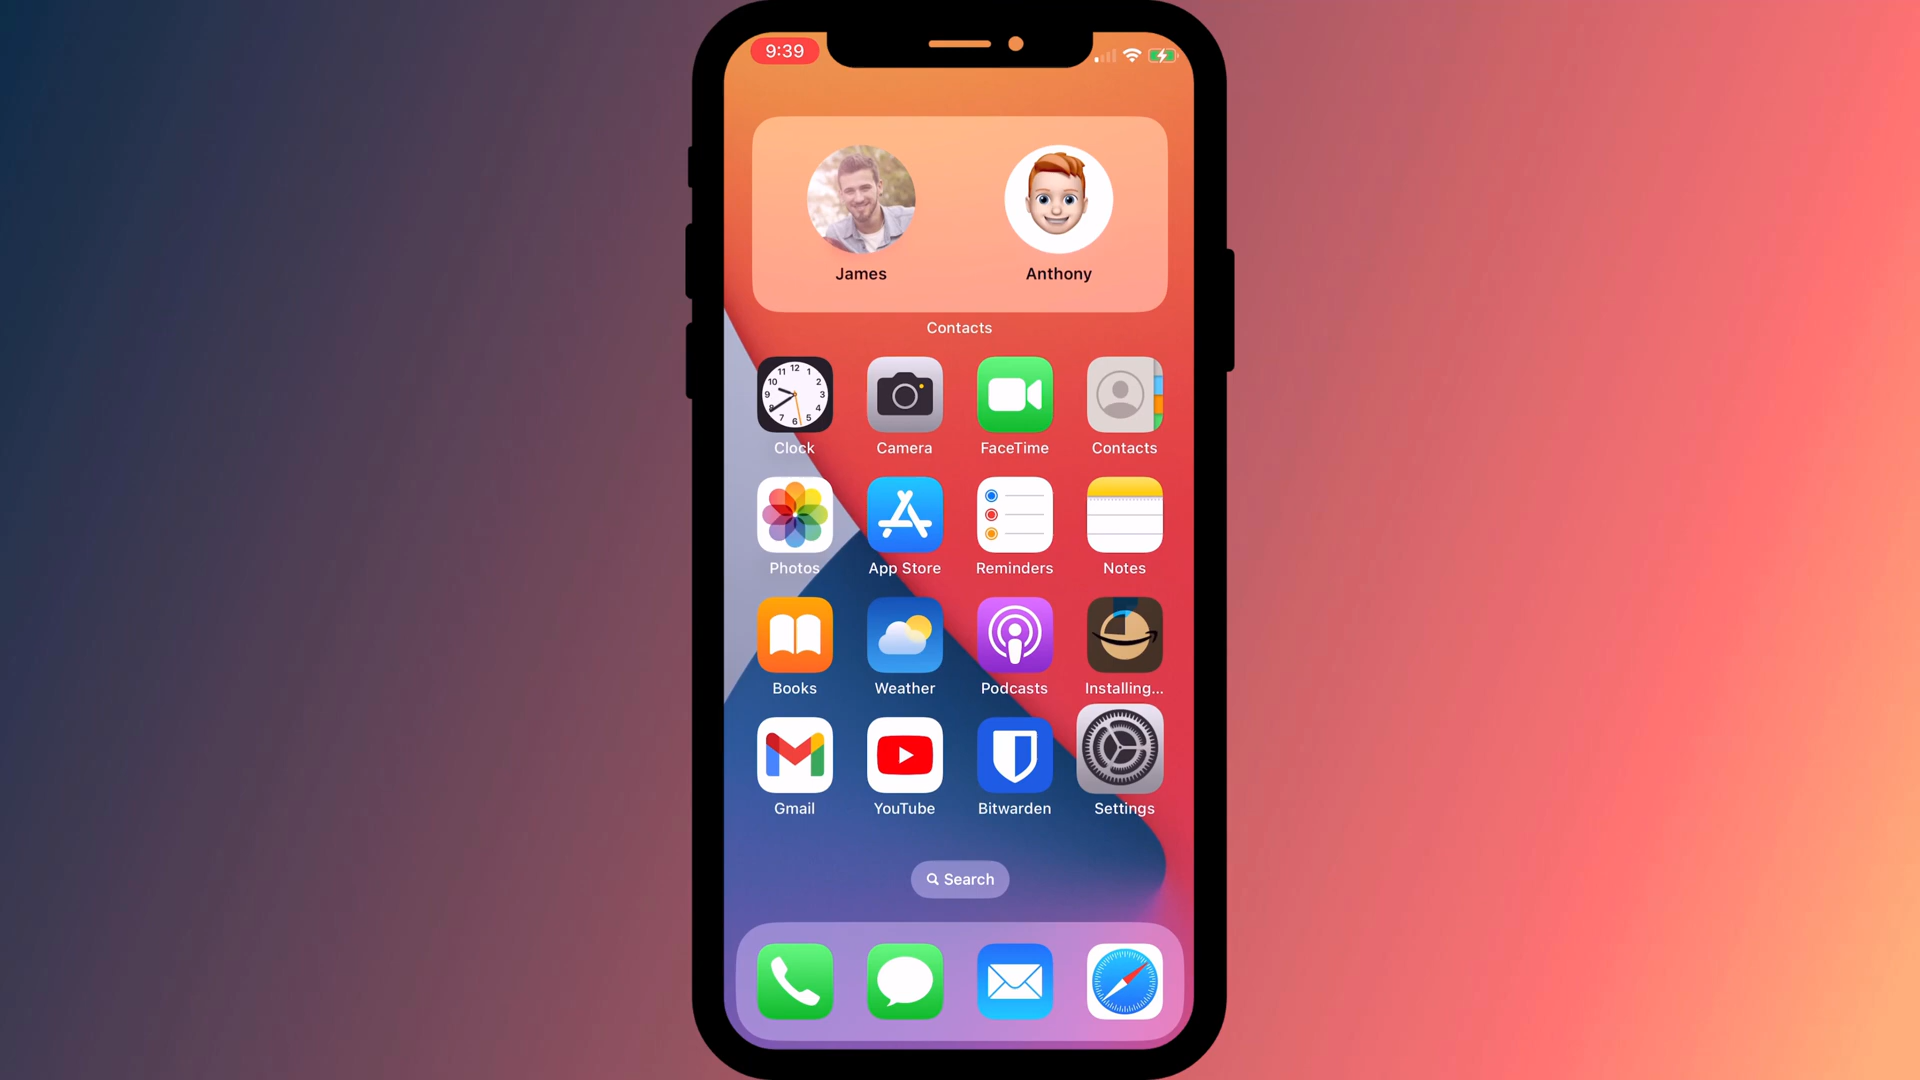 9:39
James Anthony
Contacts
Clock Camera FaceTime Contacts
Photos App Store Reminders Notes
Books Weather Podcasts Installing...
Gmail YouTube Bitwarden Settings
Search